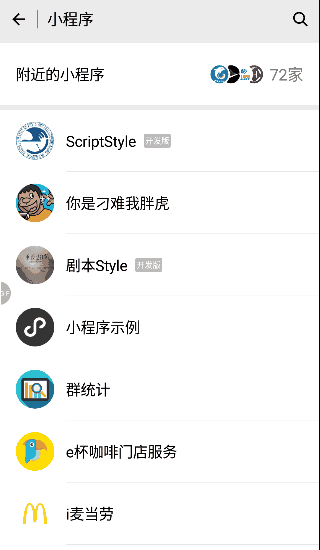 小程序
附近的小程序 72家
ScriptStyle 开发版
你是刁难我胖虎
剧本Style 开发版
小程序示例
群统计
e杯咖啡门店服务
i麦当劳